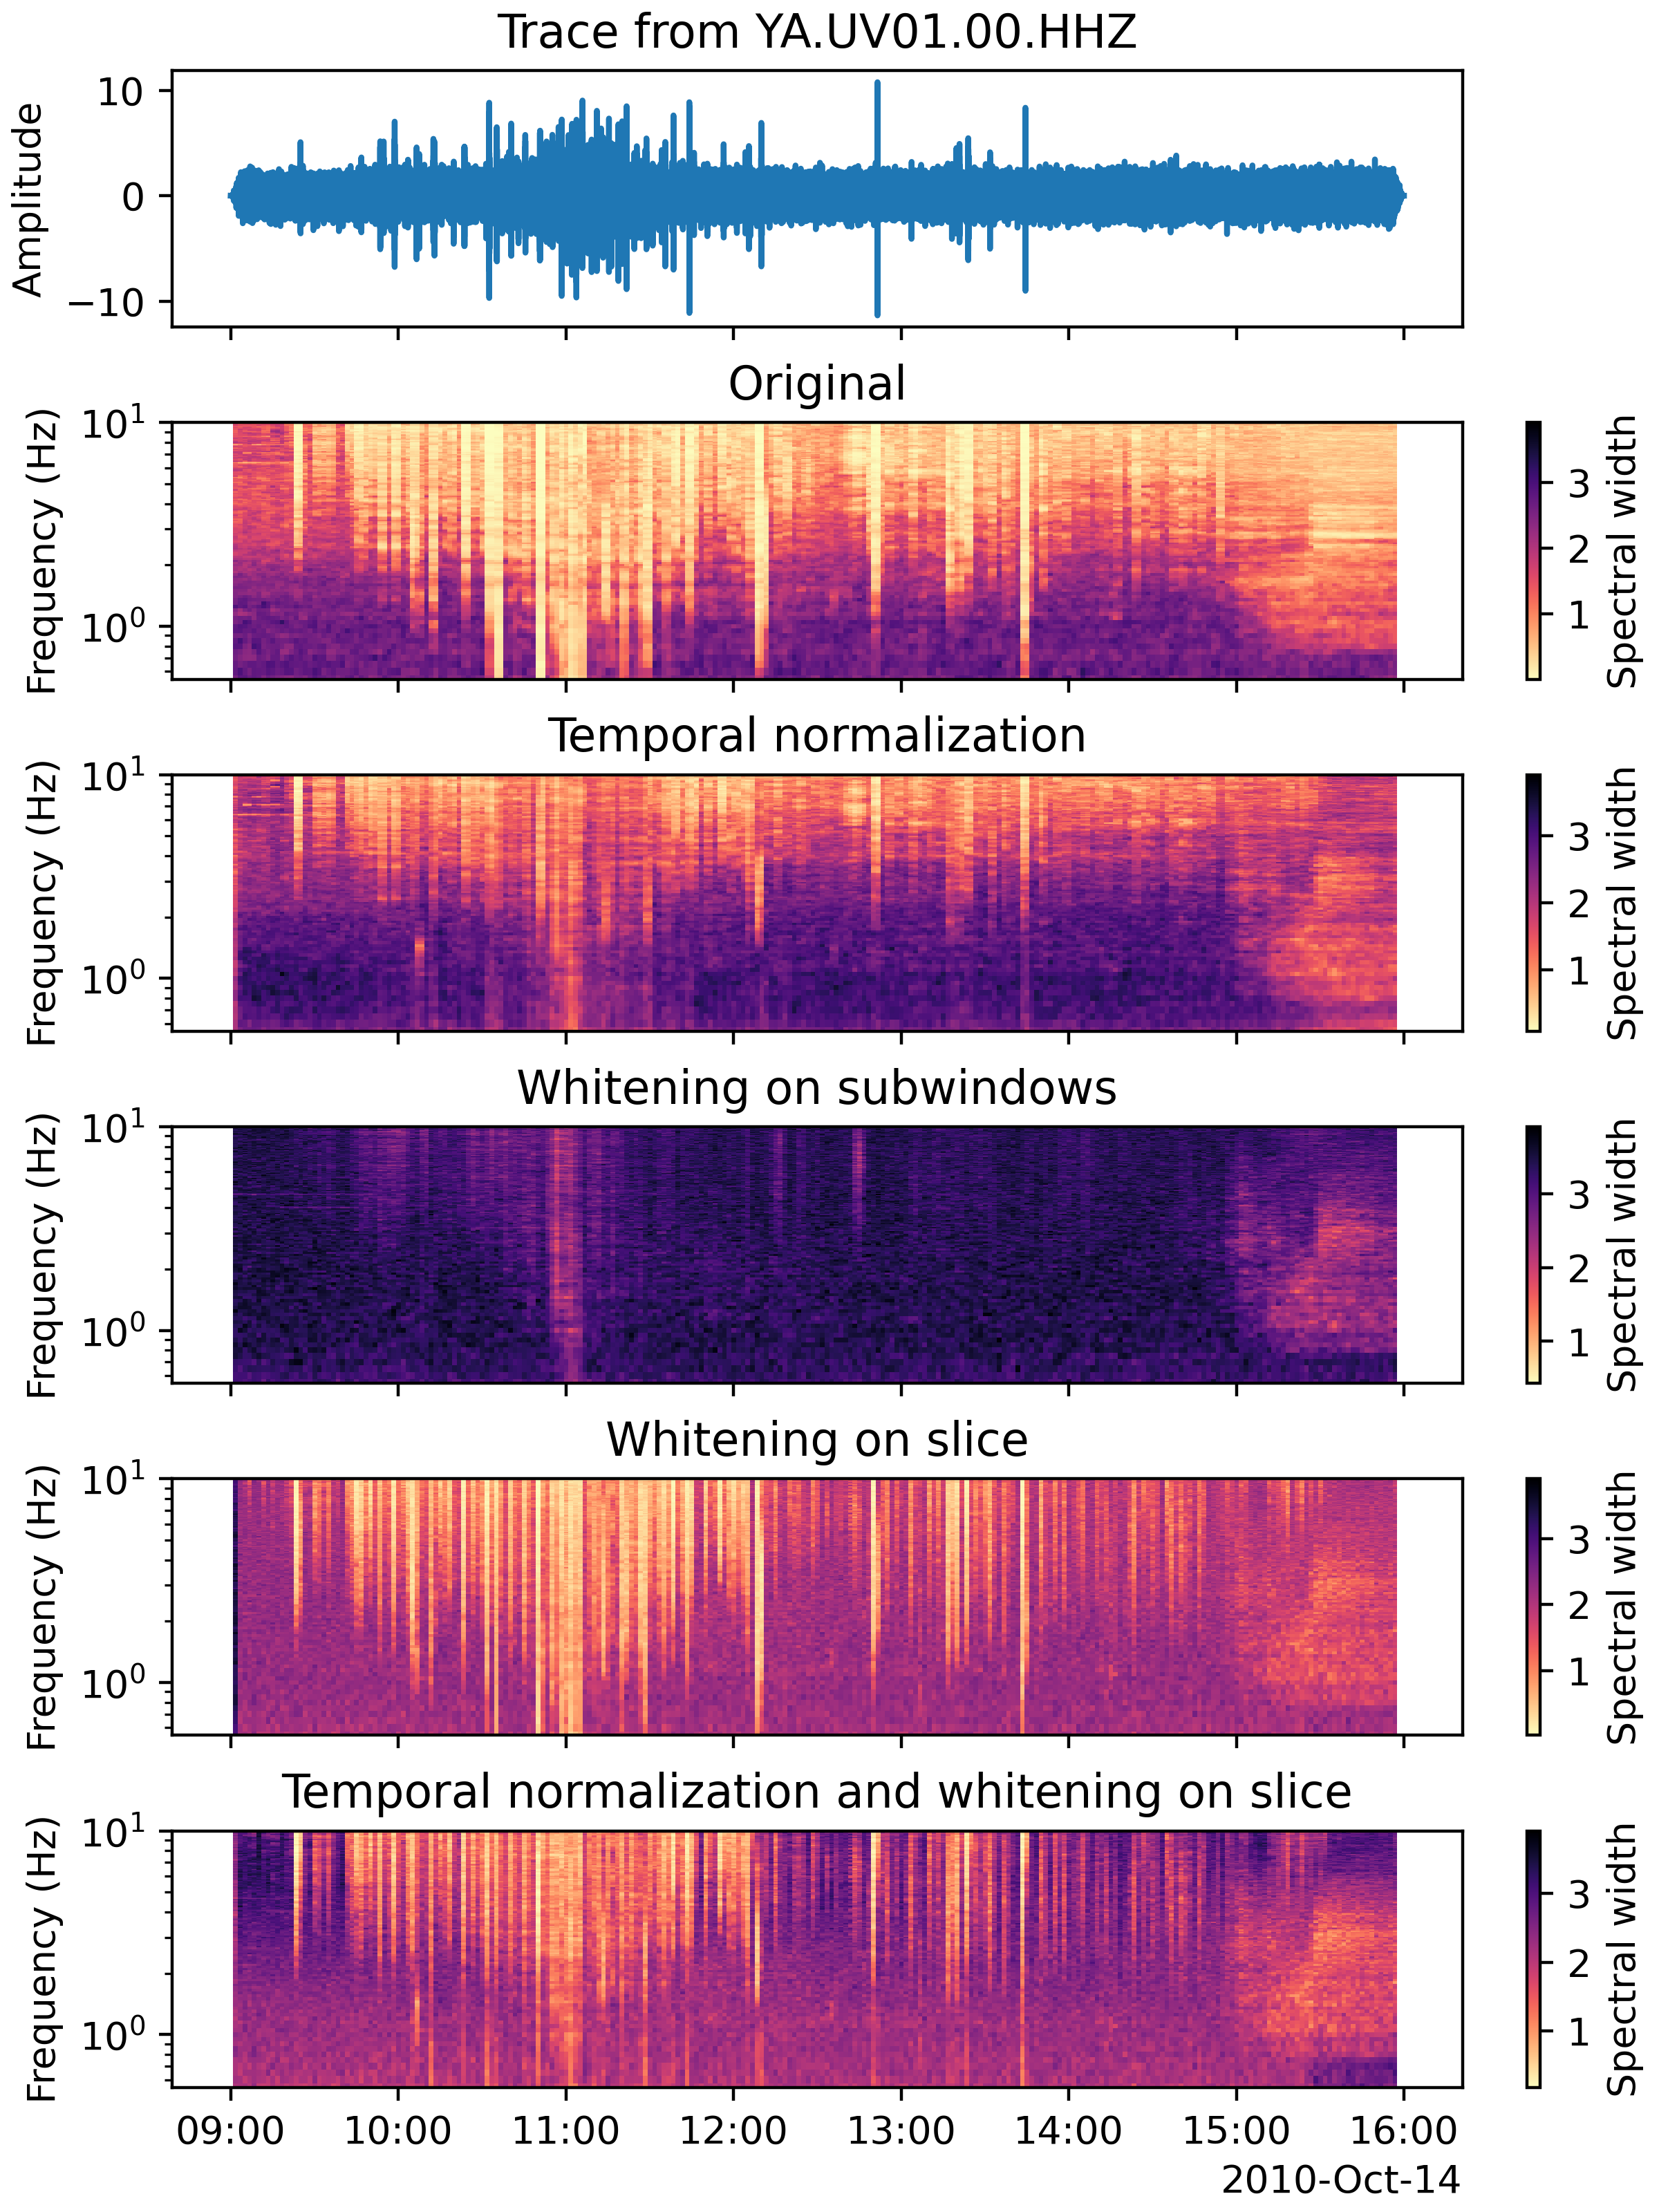 Trace from YA.UV01.00.HHZ
Amplitude
10
0
−10
Original
Frequency (Hz)
10¹
10⁰
3
2
1
Spectral width
Temporal normalization
Frequency (Hz)
10¹
10⁰
3
2
1
Spectral width
Whitening on subwindows
Frequency (Hz)
10¹
10⁰
3
2
1
Spectral width
Whitening on slice
Frequency (Hz)
10¹
10⁰
3
2
1
Spectral width
Temporal normalization and whitening on slice
Frequency (Hz)
10¹
10⁰
3
2
1
Spectral width
09:00 10:00 11:00 12:00 13:00 14:00 15:00 16:00
2010-Oct-14